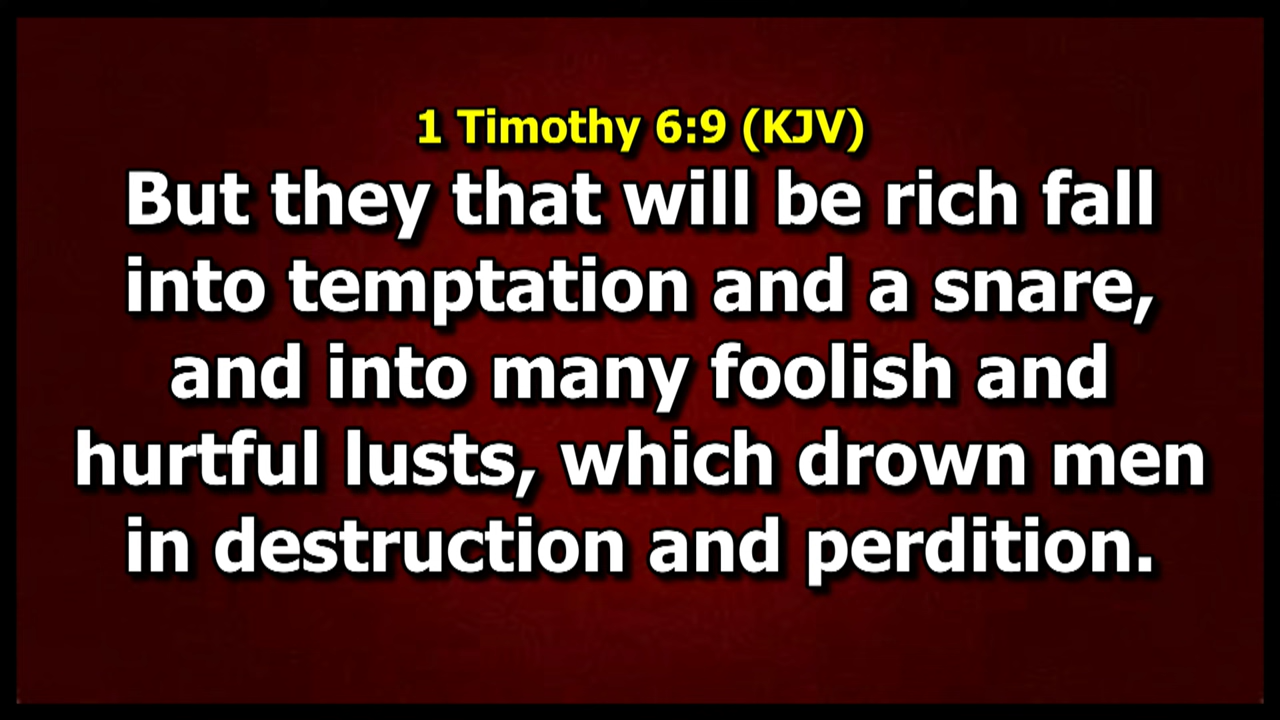 1 Timothy 6:9 (KJV)
But they that will be rich fall
into temptation and a snare,
and into many foolish and
hurtful lusts, which drown men
in destruction and perdition.